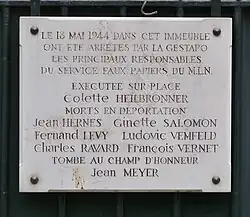 LE 18 MAI 1944 DANS CET IMMEUBLE
ONT ÉTÉ ARRÊTÉS PAR LA GESTAPO
LES PRINCIPAUX RESPONSABLES
DU SERVICE FAUX PAPIERS DU M.L.N.
EXÉCUTÉE SUR PLACE
Colette HEILBRONNER
MORTS EN DÉPORTATION
Jean HERNES Ginette SALOMON
Fernand LEVY Ludovic VEMFELD
Charles RAVARD François VERNET
TOMBÉ AU CHAMP D'HONNEUR
Jean MEYER